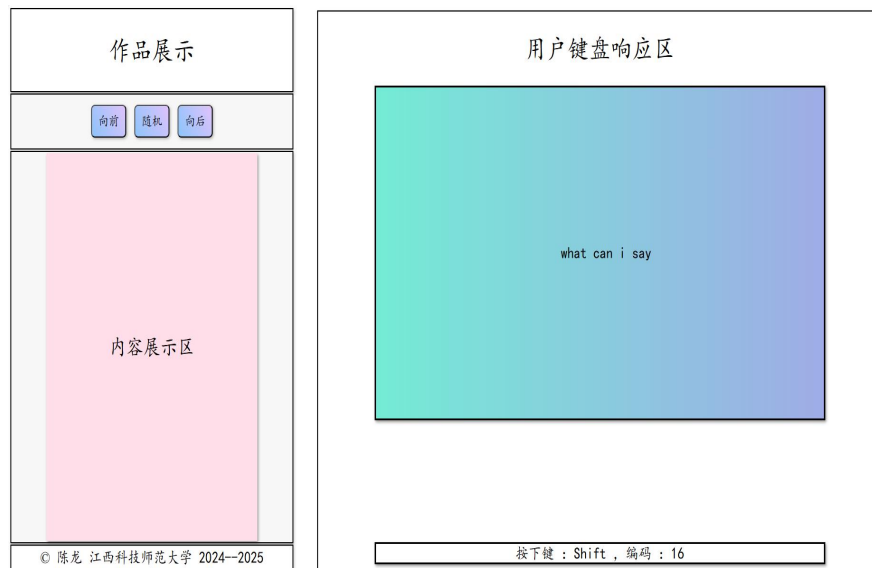 作品展示
向前 随机 向后
内容展示区
© 陈龙 江西科技师范大学 2024--2025
用户键盘响应区
what can i say
按下键 : Shift , 编码 : 16